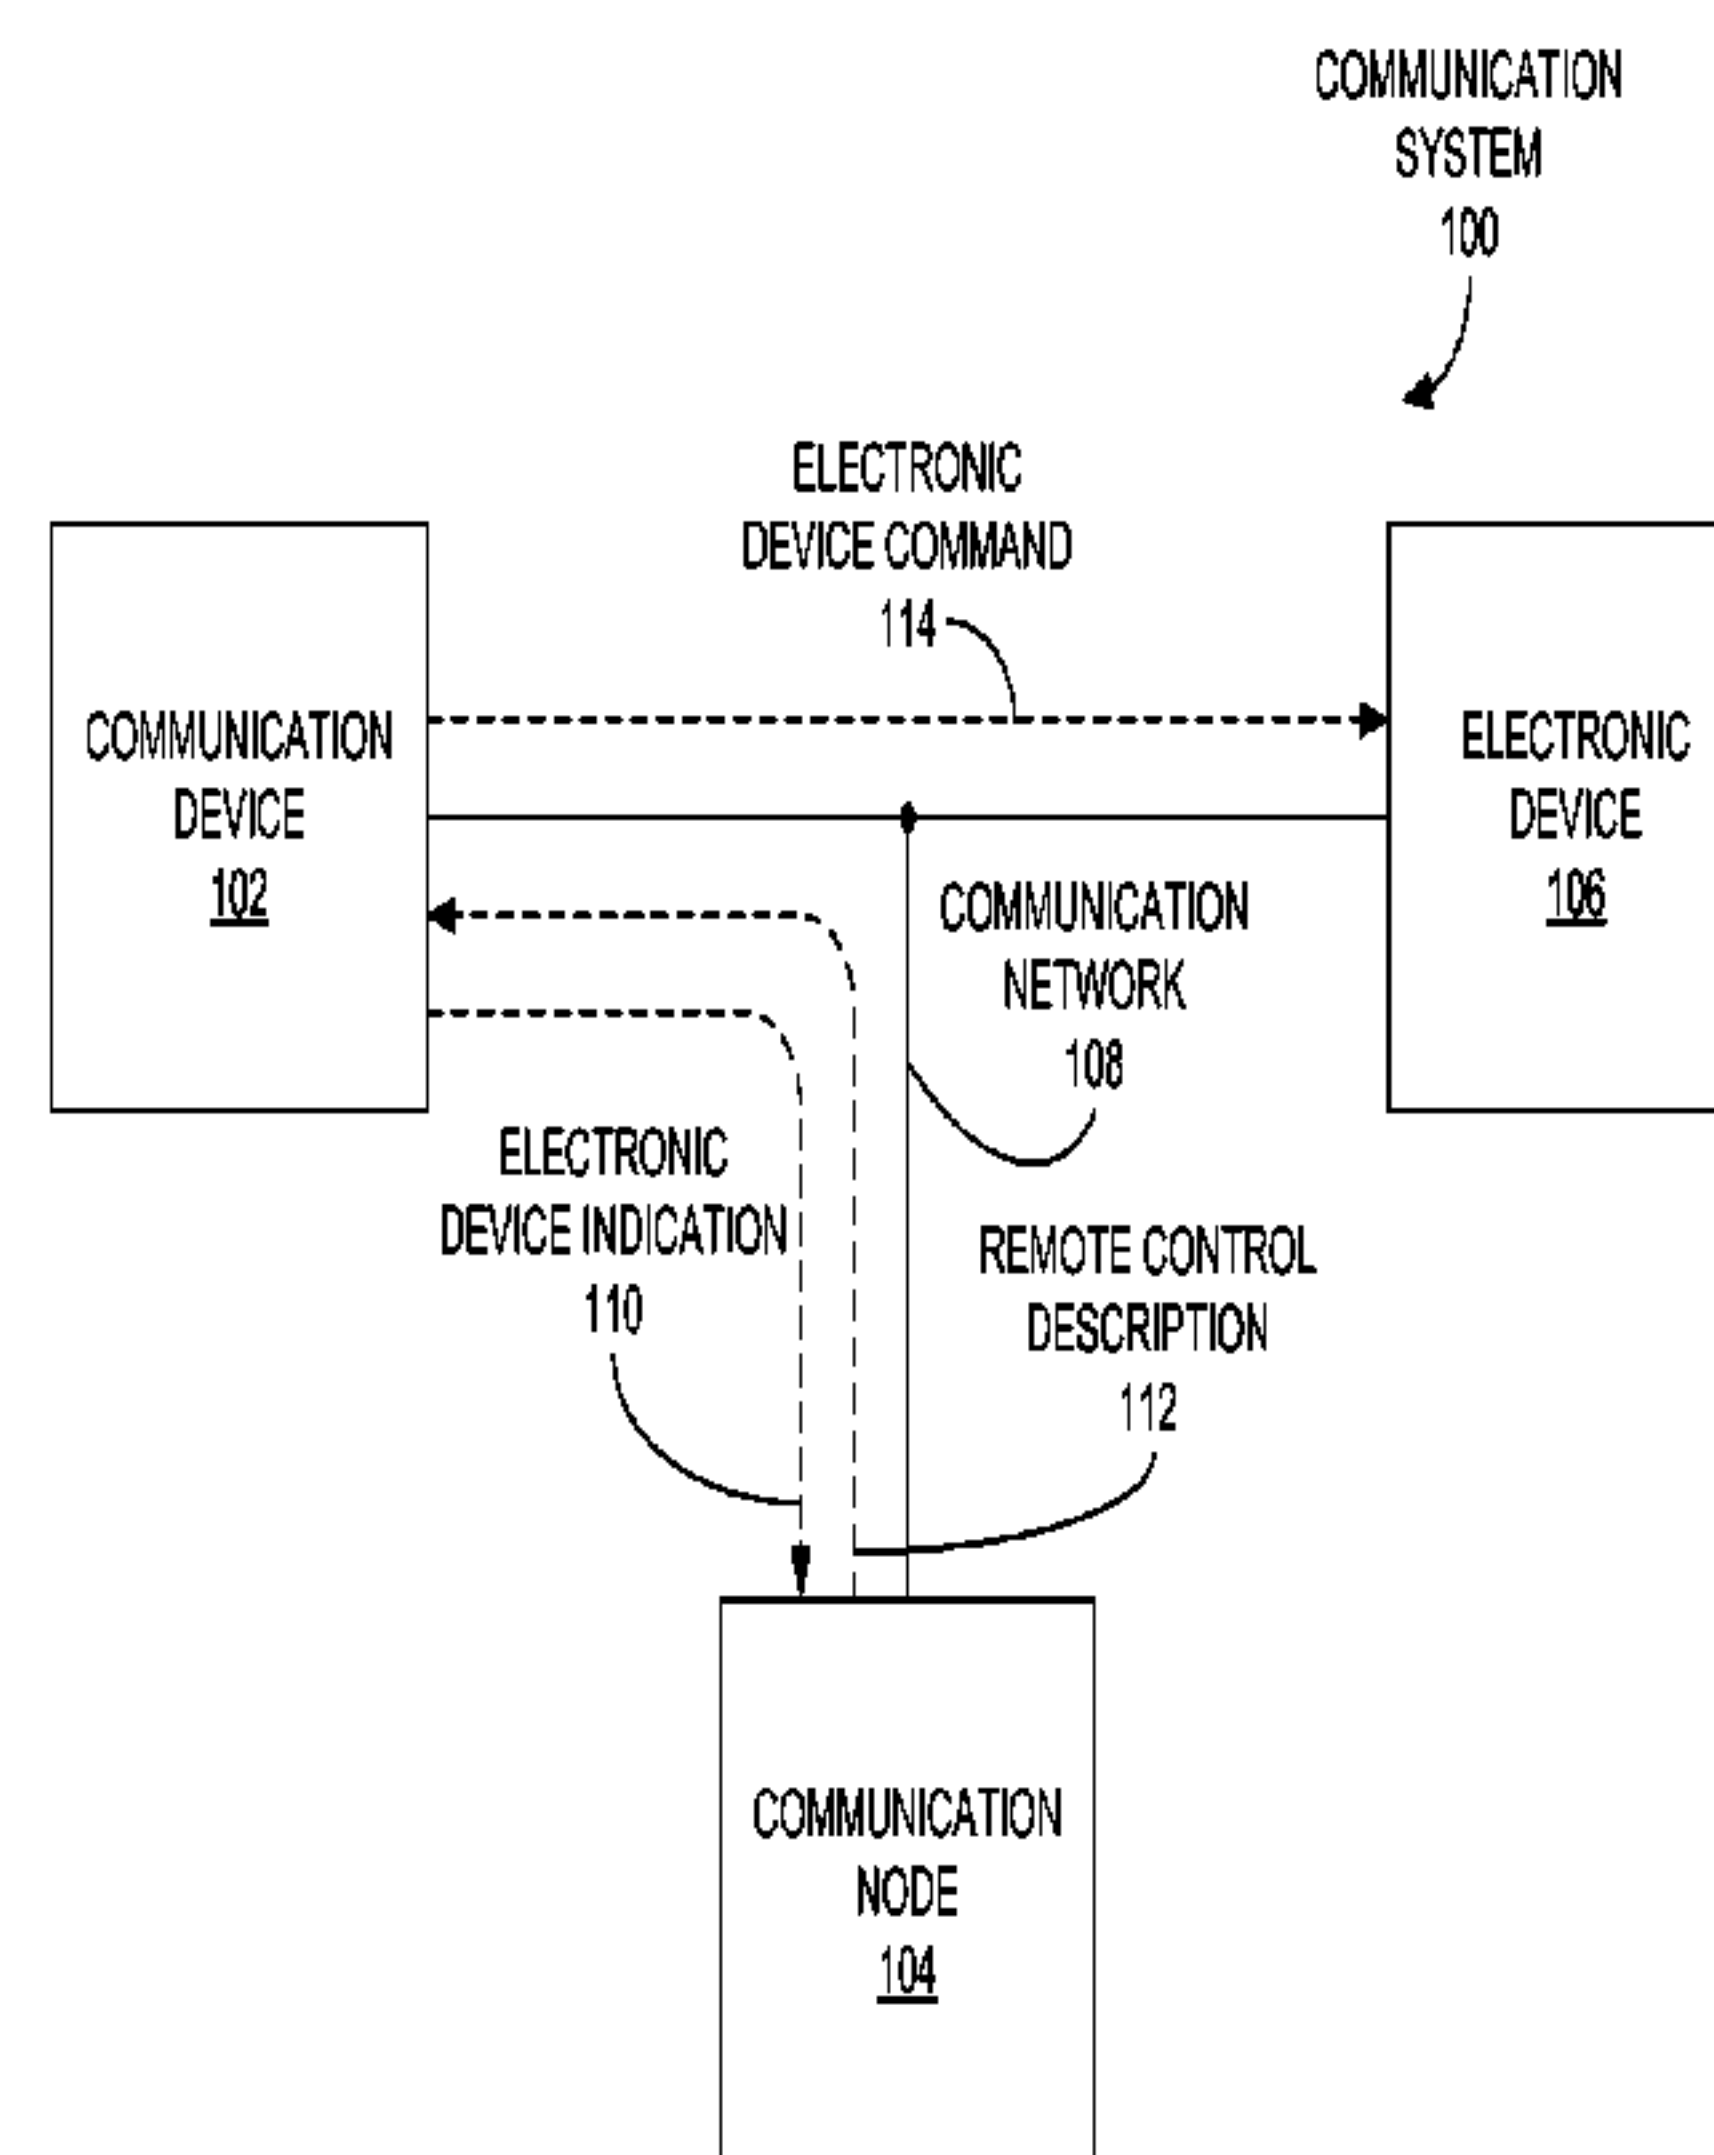 COMMUNICATION
SYSTEM
100
ELECTRONIC
DEVICE COMMAND
114
COMMUNICATION
DEVICE
102
ELECTRONIC
DEVICE
106
COMMUNICATION
NETWORK
108
ELECTRONIC
DEVICE INDICATION
110
REMOTE CONTROL
DESCRIPTION
112
COMMUNICATION
NODE
104